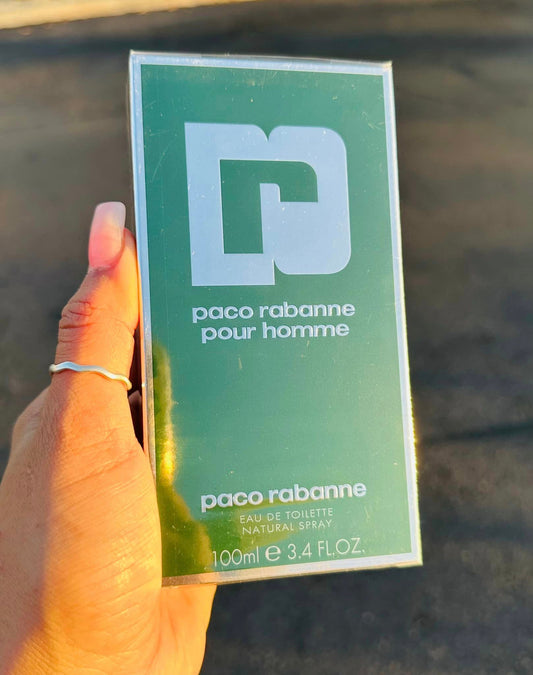 paco rabanne
pour homme
paco rabanne
EAU DE TOILETTE
NATURAL SPRAY
100ml e 3.4 FL.OZ.